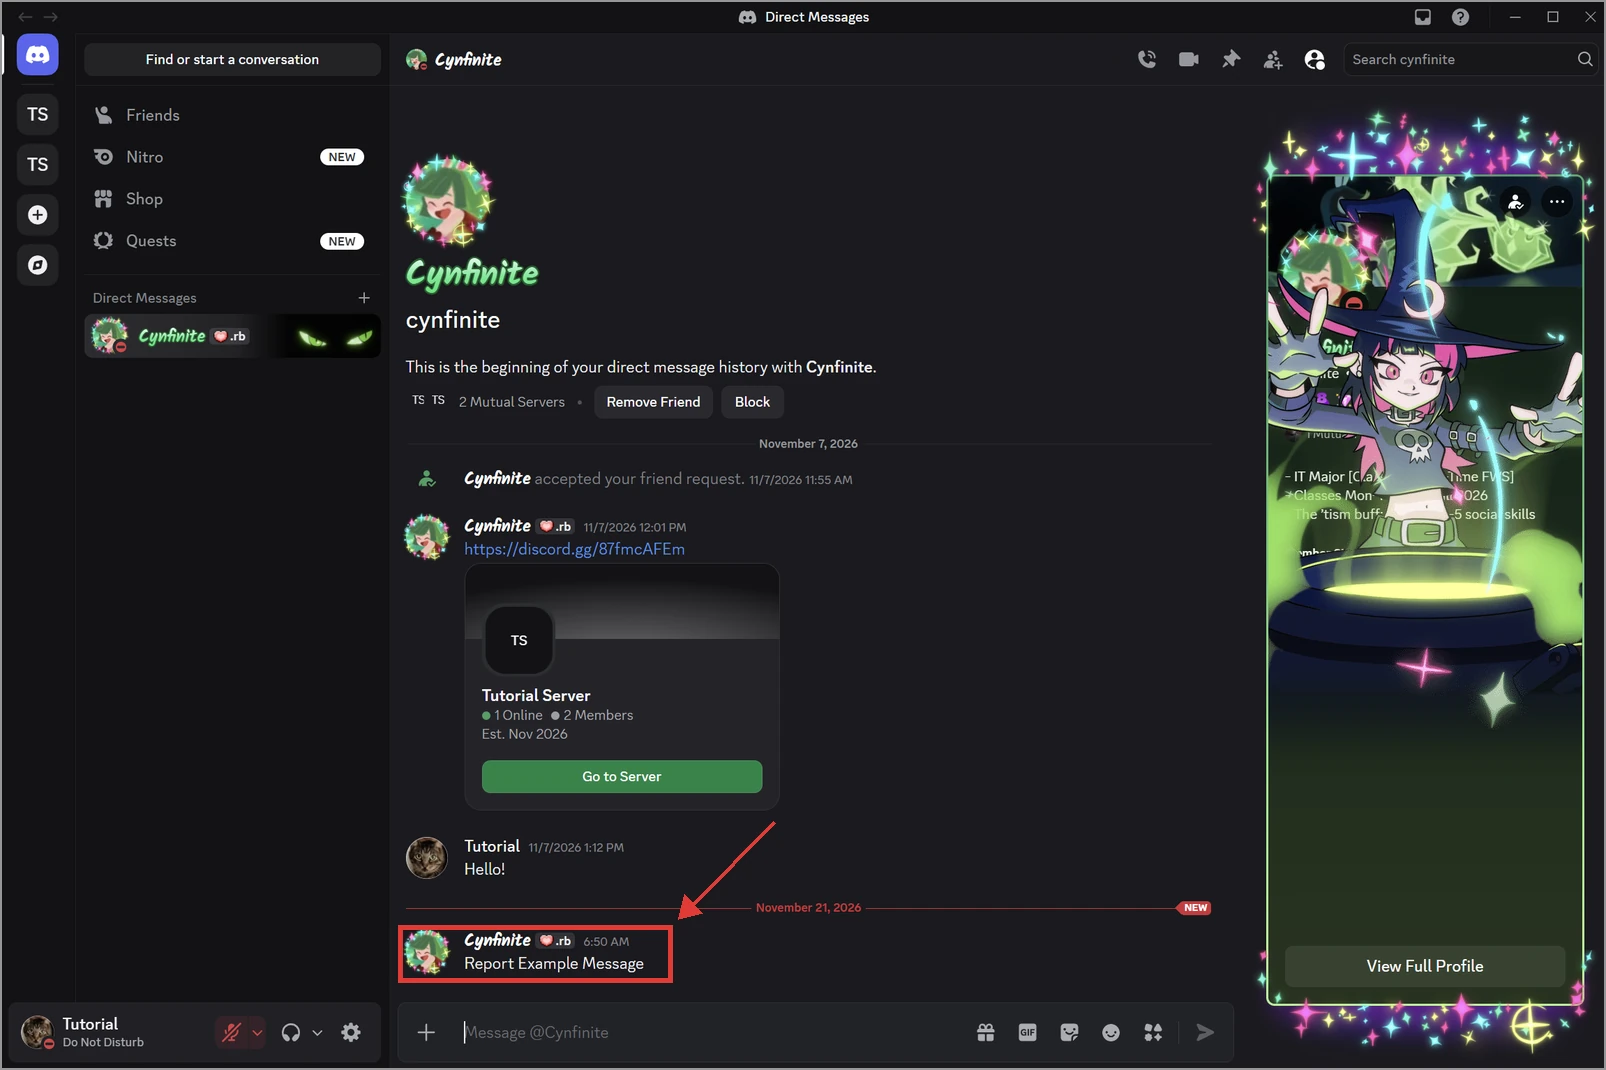 Direct Messages
Find or start a conversation
Cynfinite
Search cynfinite
TS
TS
Friends
Nitro NEW
Shop
Quests NEW
Direct Messages
Cynfinite .rb
Cynfinite
cynfinite
This is the beginning of your direct message history with Cynfinite.
TS TS 2 Mutual Servers • Remove Friend Block
November 7, 2026
Cynfinite accepted your friend request. 11/7/2026 11:55 AM
Cynfinite .rb 11/7/2026 12:01 PM
https://discord.gg/87fmcAFEm
TS
Tutorial Server
1 Online 2 Members
Est. Nov 2026
Go to Server
Tutorial 11/7/2026 1:12 PM
Hello!
November 21, 2026 NEW
Cynfinite .rb 6:50 AM
Report Example Message
Message @Cynfinite
GIF
Tutorial
Do Not Disturb
- IT Major
FWS]
Classes Mon
026
The 'tism buff:
-5 social skills
View Full Profile